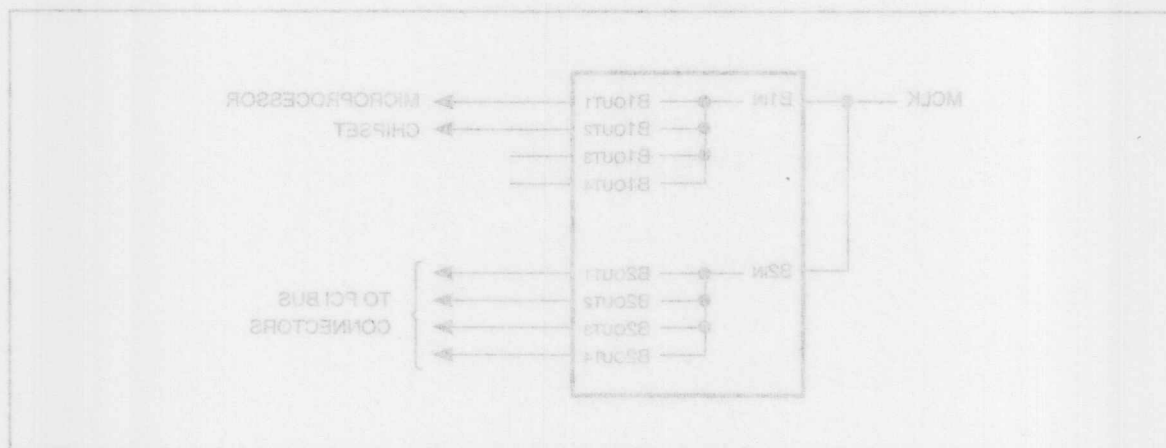 MCLK
B1IN
B1OUT1
MICROPROCESSOR
B1OUT2
CHIPSET
B1OUT3
B1OUT4
B2IN
B2OUT1
B2OUT2
B2OUT3
B2OUT4
TO PCI BUS
CONNECTORS